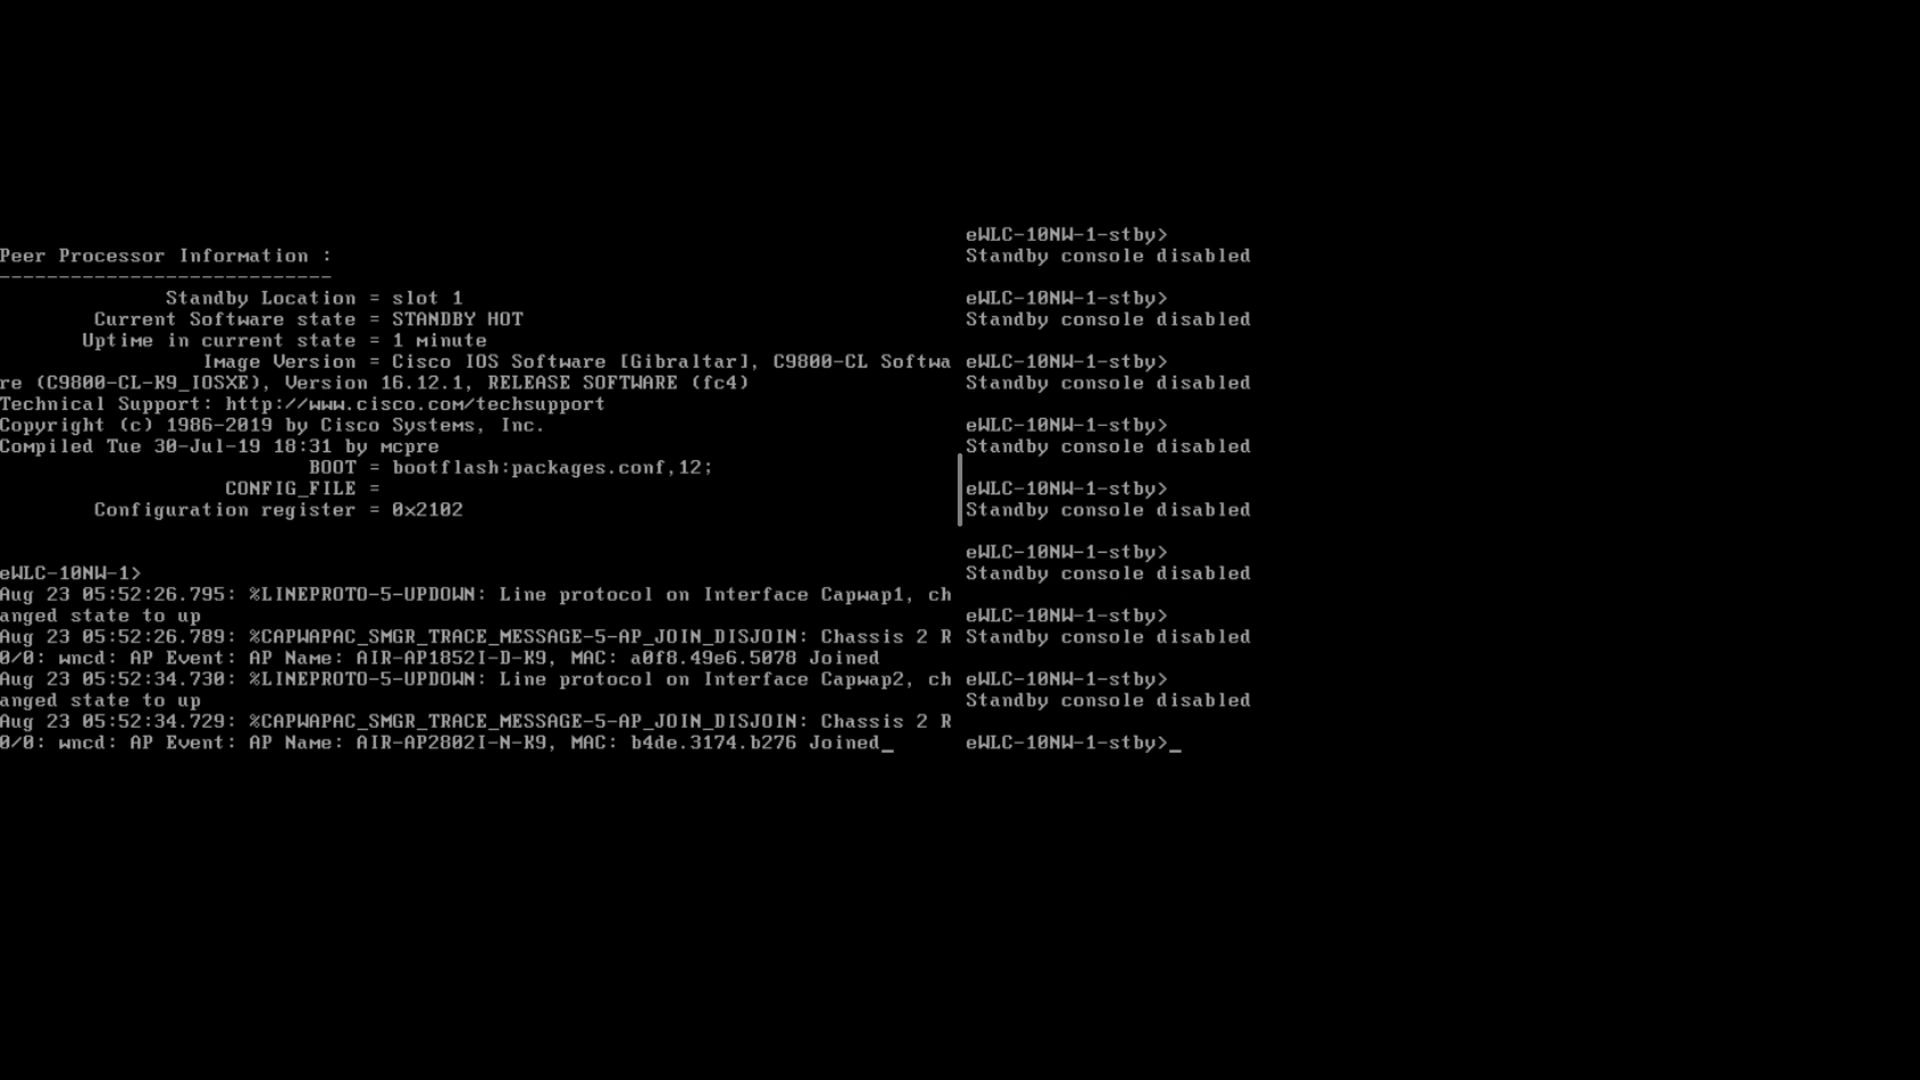 Peer Processor Information :
----------------------------
Standby Location = slot 1
Current Software state = STANDBY HOT
Uptime in current state = 1 minute
Image Version = Cisco IOS Software [Gibraltar], C9800-CL Softwa
re (C9800-CL-K9_IOSXE), Version 16.12.1, RELEASE SOFTWARE (fc4)
Technical Support: http://www.cisco.com/techsupport
Copyright (c) 1986-2019 by Cisco Systems, Inc.
Compiled Tue 30-Jul-19 18:31 by mcpre
BOOT = bootflash:packages.conf,12;
CONFIG_FILE =
Configuration register = 0x2102
eWLC-10NW-1>
Aug 23 05:52:26.795: %LINEPROTO-5-UPDOWN: Line protocol on Interface Capwap1, ch
anged state to up
Aug 23 05:52:26.789: %CAPWAPAC_SMGR_TRACE_MESSAGE-5-AP_JOIN_DISJOIN: Chassis 2 R
0/0: wncd: AP Event: AP Name: AIR-AP1852I-D-K9, MAC: a0f8.49e6.5078 Joined
Aug 23 05:52:34.730: %LINEPROTO-5-UPDOWN: Line protocol on Interface Capwap2, ch
anged state to up
Aug 23 05:52:34.729: %CAPWAPAC_SMGR_TRACE_MESSAGE-5-AP_JOIN_DISJOIN: Chassis 2 R
0/0: wncd: AP Event: AP Name: AIR-AP2802I-N-K9, MAC: b4de.3174.b276 Joined_
eWLC-10NW-1-stby>
Standby console disabled
eWLC-10NW-1-stby>
Standby console disabled
eWLC-10NW-1-stby>
Standby console disabled
eWLC-10NW-1-stby>
Standby console disabled
eWLC-10NW-1-stby>
Standby console disabled
eWLC-10NW-1-stby>
Standby console disabled
eWLC-10NW-1-stby>
Standby console disabled
eWLC-10NW-1-stby>
Standby console disabled
eWLC-10NW-1-stby>_